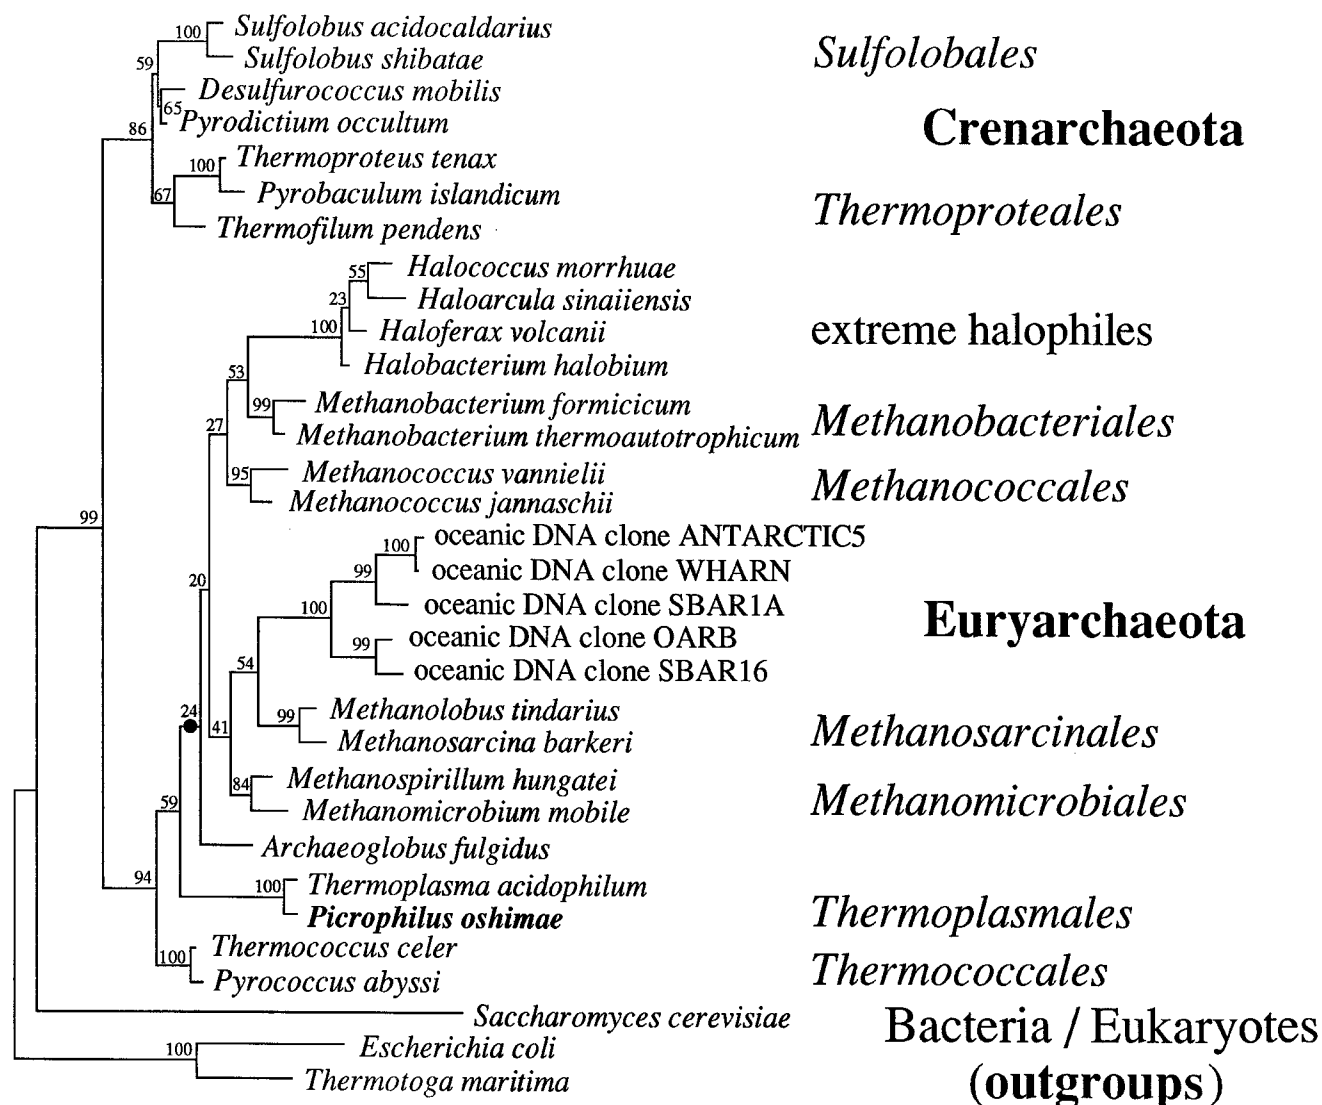 100 Sulfolobus acidocaldarius
Sulfolobus shibatae
Sulfolobales
59
Desulfurococcus mobilis
65
Pyrodictium occultum
Crenarchaeota
86
100 Thermoproteus tenax
Pyrobaculum islandicum
67
Thermoproteales
Thermofilum pendens
55 Halococcus morrhuae
23 Haloarcula sinaiiensis
100 Haloferax volcanii
extreme halophiles
Halobacterium halobium
53
99 Methanobacterium formicicum
Methanobacterium thermoautotrophicum
Methanobacteriales
27
95 Methanococcus vannielii
Methanococcus jannaschii
Methanococcales
99
100 oceanic DNA clone ANTARCTIC5
oceanic DNA clone WHARN
99
20
oceanic DNA clone SBAR1A
100
Euryarchaeota
oceanic DNA clone OARB
99
oceanic DNA clone SBAR16
54
24
99 Methanolobus tindarius
41
Methanosarcina barkeri
Methanosarcinales
84 Methanospirillum hungatei
Methanomicrobium mobile
Methanomicrobiales
59
Archaeoglobus fulgidus
94
100 Thermoplasma acidophilum
Picrophilus oshimae
Thermoplasmales
Thermococcus celer
100
Pyrococcus abyssi
Thermococcales
Saccharomyces cerevisiae
Bacteria / Eukaryotes
100 Escherichia coli
Thermotoga maritima
(outgroups)